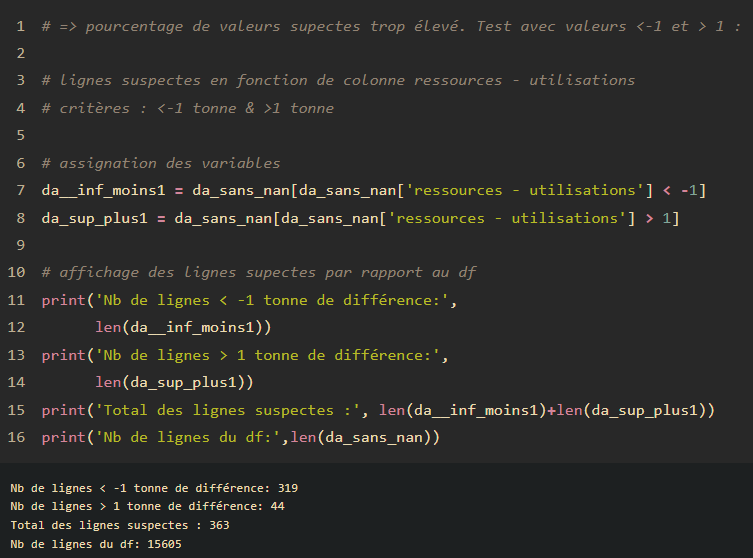 1 # => pourcentage de valeurs supectes trop élevé. Test avec valeurs <-1 et > 1 :
2
3 # lignes suspectes en fonction de colonne ressources - utilisations
4 # critères : <-1 tonne & >1 tonne
5
6 # assignation des variables
7 da__inf_moins1 = da_sans_nan[da_sans_nan['ressources - utilisations'] < -1]
8 da_sup_plus1 = da_sans_nan[da_sans_nan['ressources - utilisations'] > 1]
9
10 # affichage des lignes supectes par rapport au df
11 print('Nb de lignes < -1 tonne de différence:',
12 len(da__inf_moins1))
13 print('Nb de lignes > 1 tonne de différence:',
14 len(da_sup_plus1))
15 print('Total des lignes suspectes :', len(da__inf_moins1)+len(da_sup_plus1))
16 print('Nb de lignes du df:',len(da_sans_nan))
Nb de lignes < -1 tonne de différence: 319
Nb de lignes > 1 tonne de différence: 44
Total des lignes suspectes : 363
Nb de lignes du df: 15605